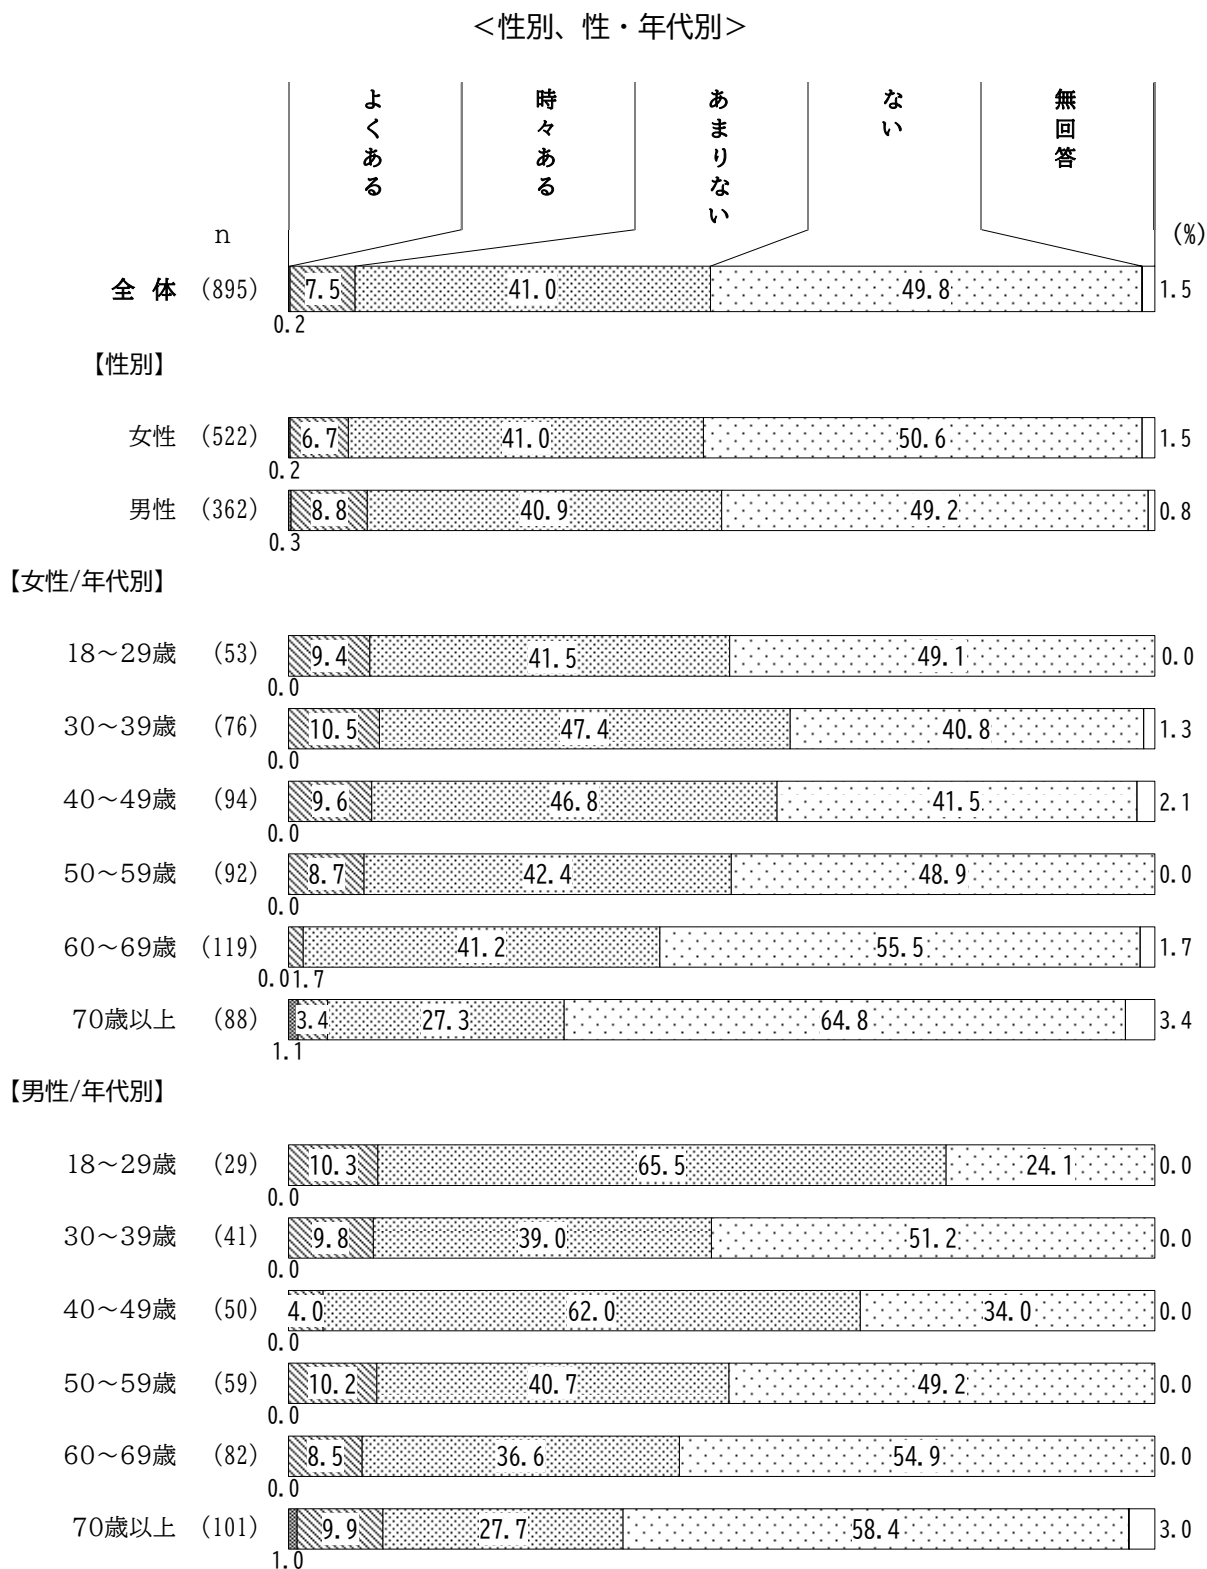 ＜性別、性・年代別＞
よくある
時々ある
あまりない
ない
無回答
n
(%)
全 体 (895) 7.5 41.0 49.8 1.5
0.2
【性別】
女性 (522) 6.7 41.0 50.6 1.5
0.2
男性 (362) 8.8 40.9 49.2 0.8
0.3
【女性/年代別】
18～29歳 (53) 9.4 41.5 49.1 0.0
0.0
30～39歳 (76) 10.5 47.4 40.8 1.3
0.0
40～49歳 (94) 9.6 46.8 41.5 2.1
0.0
50～59歳 (92) 8.7 42.4 48.9 0.0
0.0
60～69歳 (119) 41.2 55.5 1.7
0.0 1.7
70歳以上 (88) 3.4 27.3 64.8 3.4
1.1
【男性/年代別】
18～29歳 (29) 10.3 65.5 24.1 0.0
0.0
30～39歳 (41) 9.8 39.0 51.2 0.0
0.0
40～49歳 (50) 4.0 62.0 34.0 0.0
0.0
50～59歳 (59) 10.2 40.7 49.2 0.0
0.0
60～69歳 (82) 8.5 36.6 54.9 0.0
0.0
70歳以上 (101) 9.9 27.7 58.4 3.0
1.0